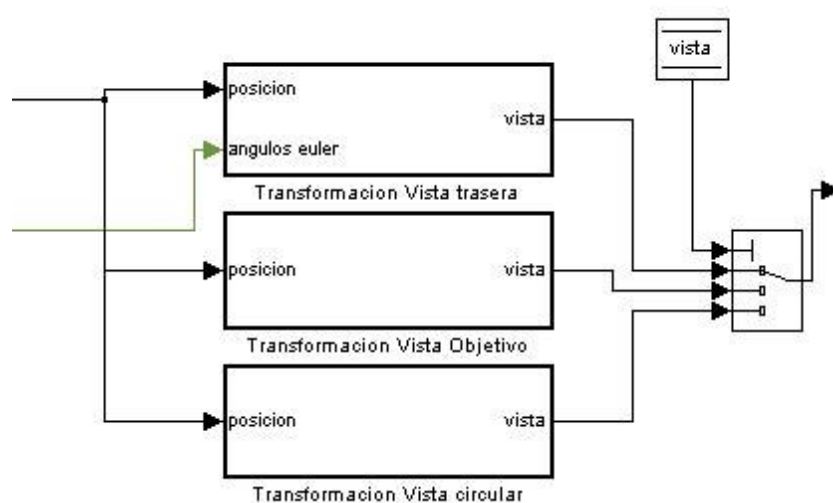 vista
posicion
vista
angulos euler
Transformacion Vista trasera
posicion
vista
Transformacion Vista Objetivo
posicion
vista
Transformacion Vista circular